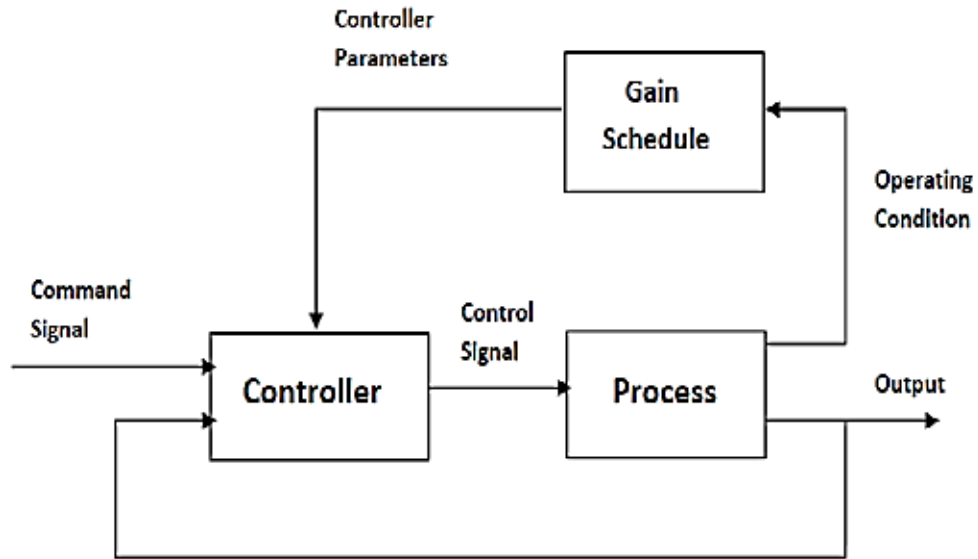 Controller
Parameters
Gain
Schedule
Operating
Condition
Command
Signal
Control
Signal
Controller
Process
Output